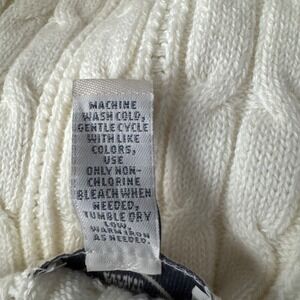 MACHINE
WASH COLD,
GENTLE CYCLE
WITH LIKE
COLORS,
USE
ONLY NON-
CHLORINE
BLEACH WHEN
NEEDED,
TUMBLE DRY
LOW,
WARM IRON
AS NEEDED.